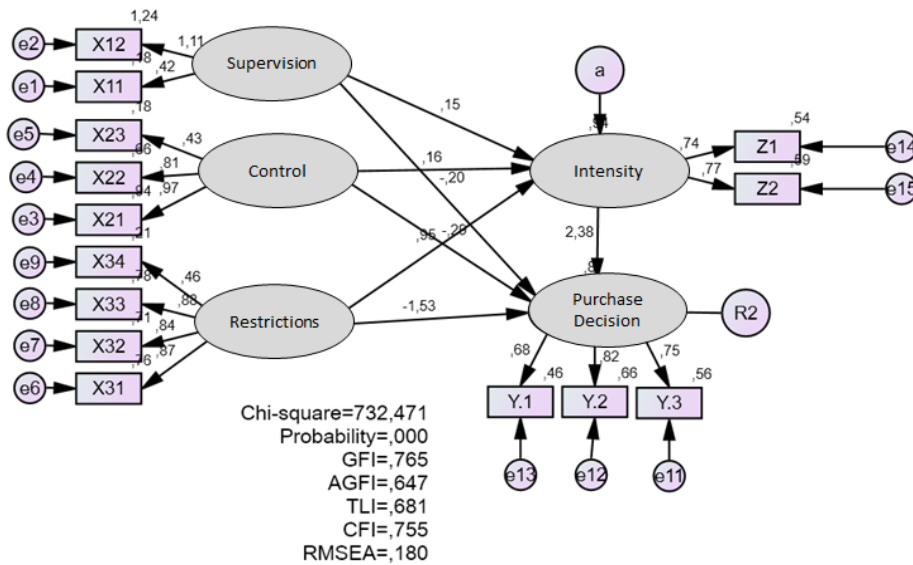 1,24
e2
X12
1,11
Supervision
,18
,42
e1
X11
a
,18
e5
X23
,43
,15
,94
,54
,74
Z1
e14
,66
e4
X22
,81
Control
,16
-,20
Intensity
,77
,59
Z2
e15
,94
,97
e3
X21
,21
,95
-,20
2,38
e9
X34
,46
,78
e8
X33
,88
Restrictions
-1,53
Purchase
Decision
R2
,71
e7
X32
,84
,76
,87
e6
X31
,68
,46
,82
,66
,75
,56
Y.1
Y.2
Y.3
e13
e12
e11
Chi-square=732,471
Probability=,000
GFI=,765
AGFI=,647
TLI=,681
CFI=,755
RMSEA=,180